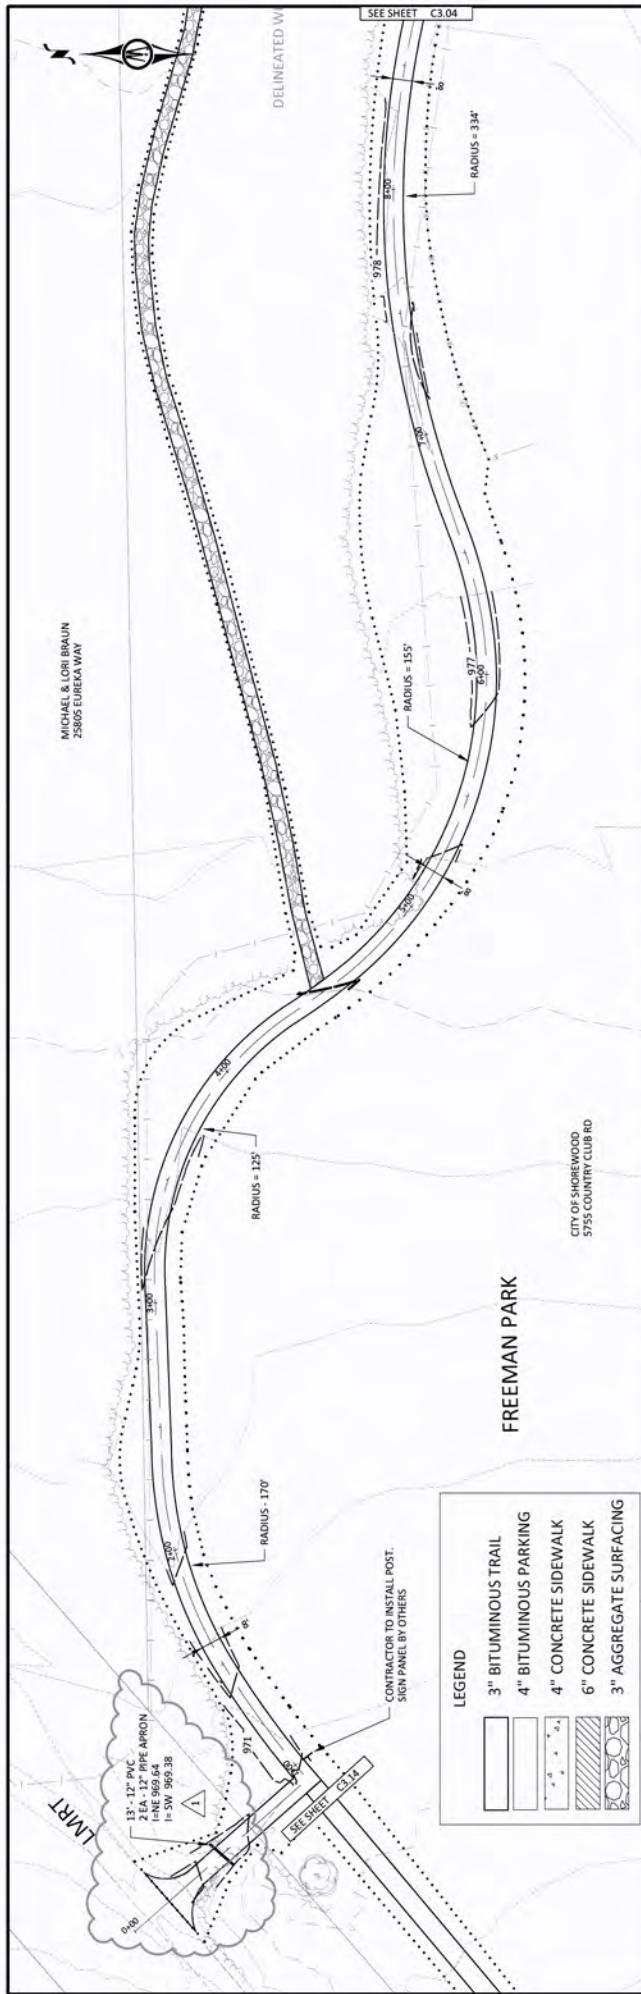 SEE SHEET C3.04
N
DELINEATED W
8'
RADIUS = 334'
8+00
978
7+00
MICHAEL & LORI BRAUN
25805 EUREKA WAY
RADIUS = 155'
977
6+00
8'
5+00
4+00
RADIUS = 125'
3+00
CITY OF SHOREWOOD
5755 COUNTRY CLUB RD
FREEMAN PARK
2+00
RADIUS - 170'
8'
CONTRACTOR TO INSTALL POST.
SIGN PANEL BY OTHERS
971
SEE SHEET C3.14
13' - 12" PVC
2 EA - 12" PIPE APRON
I=NE 969.64
I= SW 969.38
1
LMRT
0+00
LEGEND
3" BITUMINOUS TRAIL
4" BITUMINOUS PARKING
4" CONCRETE SIDEWALK
6" CONCRETE SIDEWALK
3" AGGREGATE SURFACING